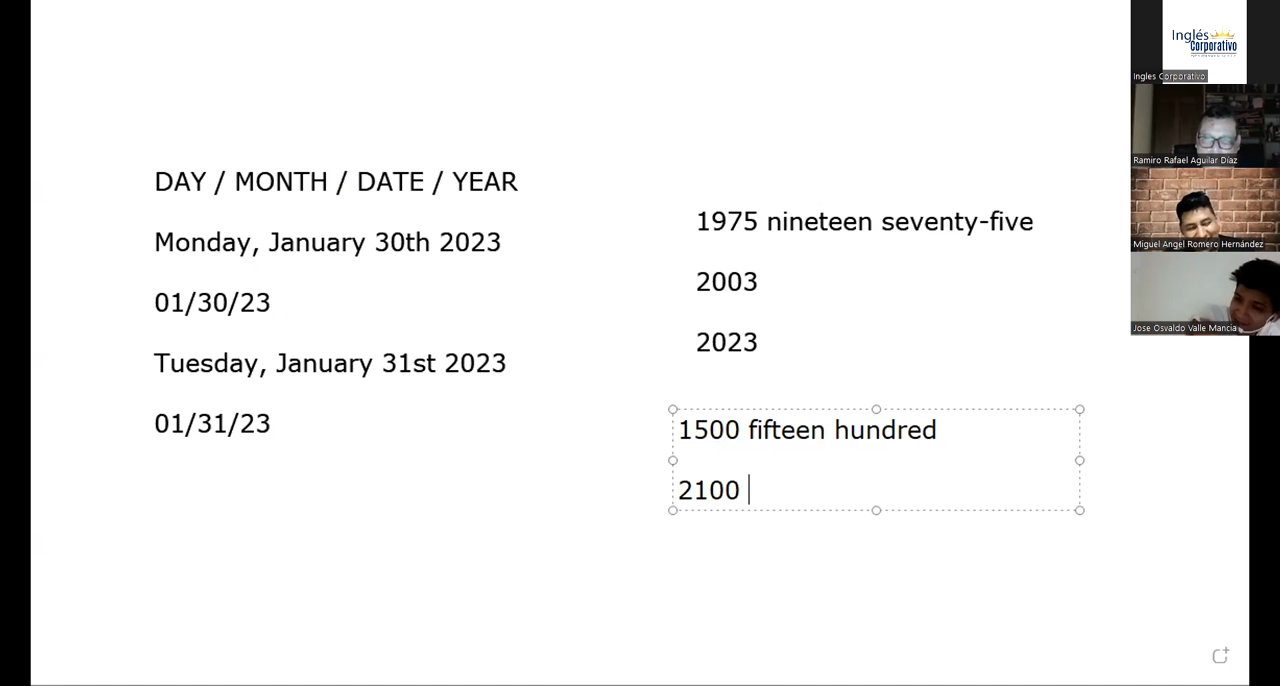 DAY / MONTH / DATE / YEAR
Monday, January 30th 2023
01/30/23
Tuesday, January 31st 2023
01/31/23
1975 nineteen seventy-five
2003
2023
1500 fifteen hundred
2100
Inglés
Corporativo
Ingles Corporativo
Ramiro Rafael Aguilar Díaz
Miguel Angel Romero Hernández
Jose Osvaldo Valle Mancia